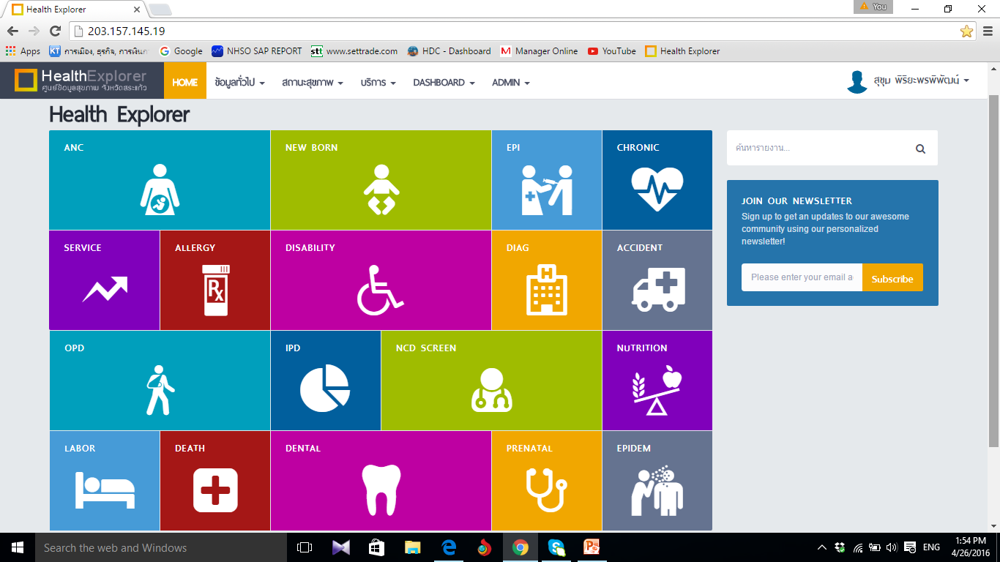 Health Explorer
You
203.157.145.19
Apps การเมือง, ธุรกิจ, การเงิน Google NHSO SAP REPORT www.settrade.com HDC - Dashboard Manager Online YouTube Health Explorer
HealthExplorer
ศูนย์ข้อมูลสุขภาพ จังหวัดสระแก้ว
HOME ข้อมูลทั่วไป สถานะสุขภาพ บริการ DASHBOARD ADMIN สุขุม พิริยะพรพิพัฒน์
Health Explorer
ANC NEW BORN EPI CHRONIC
ค้นหารายงาน...
JOIN OUR NEWSLETTER
Sign up to get an updates to our awesome
community using our personalized
newsletter!
Please enter your email a Subscribe
SERVICE ALLERGY DISABILITY DIAG ACCIDENT
H
Rx
OPD IPD NCD SCREEN NUTRITION
LABOR DEATH DENTAL PRENATAL EPIDEM
Search the web and Windows
ENG
1:54 PM
4/26/2016